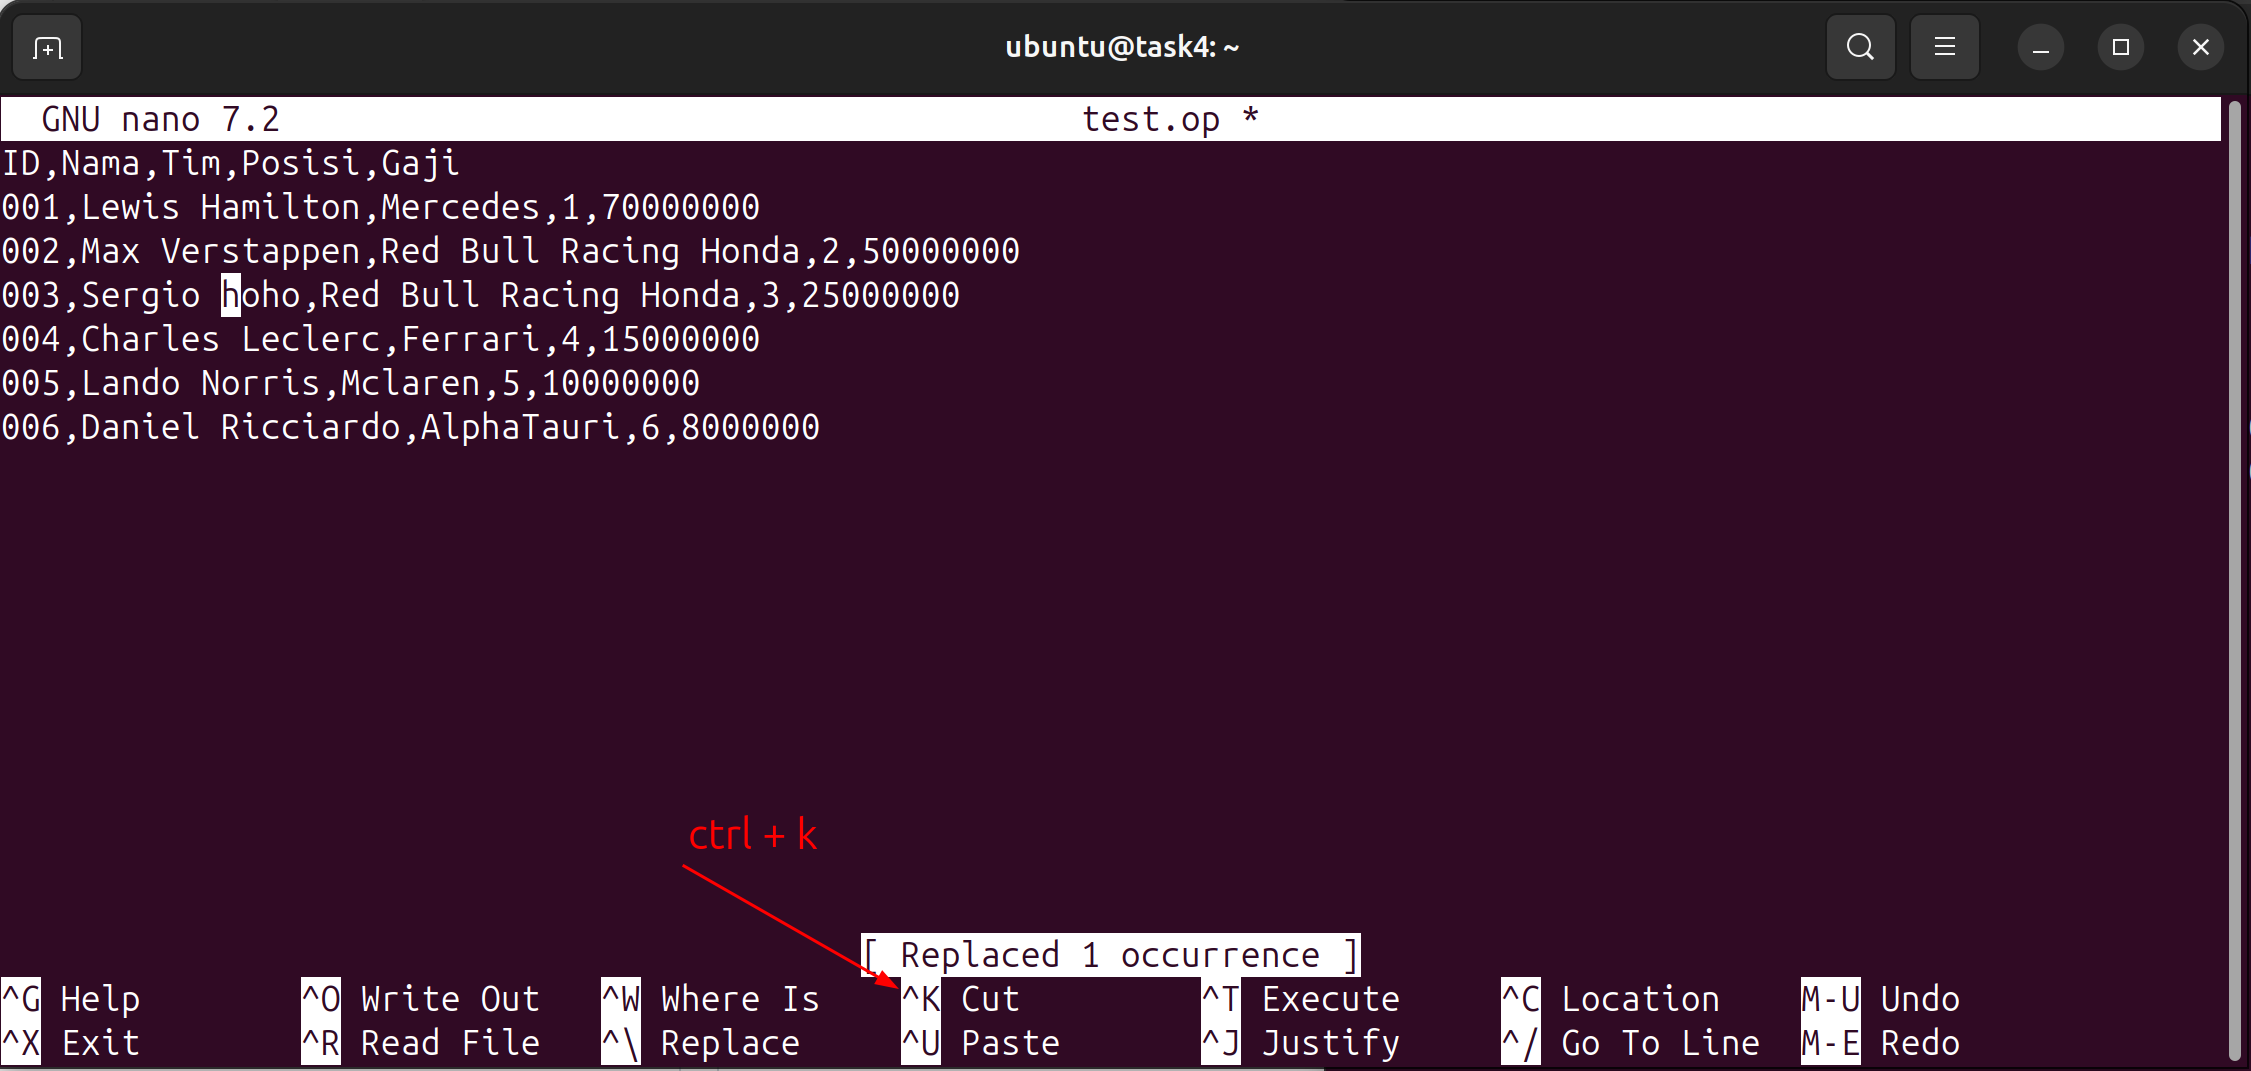 ubuntu@task4: ~
GNU nano 7.2 test.op *
ID,Nama,Tim,Posisi,Gaji
001,Lewis Hamilton,Mercedes,1,70000000
002,Max Verstappen,Red Bull Racing Honda,2,50000000
003,Sergio hoho,Red Bull Racing Honda,3,25000000
004,Charles Leclerc,Ferrari,4,15000000
005,Lando Norris,Mclaren,5,10000000
006,Daniel Ricciardo,AlphaTauri,6,8000000
ctrl + k
[ Replaced 1 occurrence ]
^G Help ^O Write Out ^W Where Is ^K Cut ^T Execute ^C Location M-U Undo
^X Exit ^R Read File ^\ Replace ^U Paste ^J Justify ^/ Go To Line M-E Redo